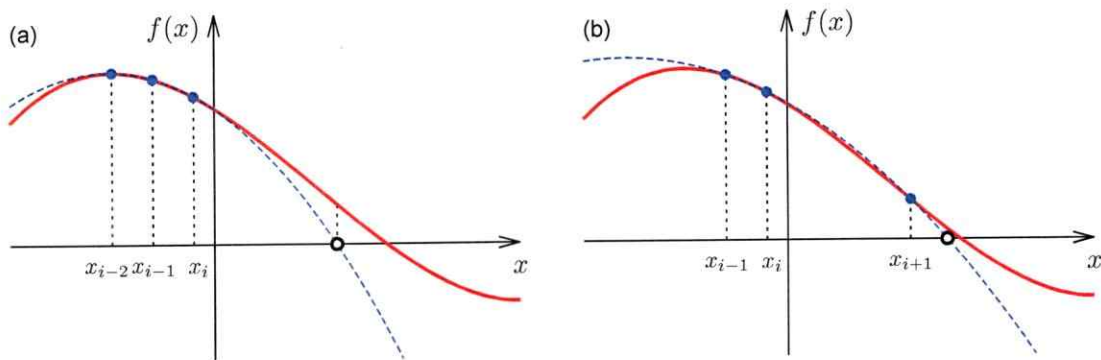 (a)
f(x)
x_{i-2} x_{i-1} x_i
x
(b)
f(x)
x_{i-1} x_i
x_{i+1}
x